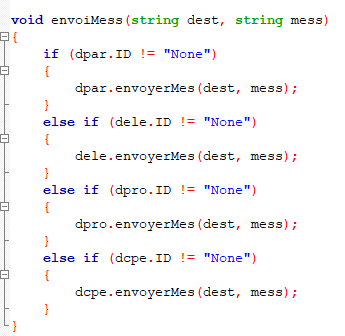 void envoiMess(string dest, string mess)
{
    if (dpar.ID != "None")
    {
        dpar.envoyerMes(dest, mess);
    }
    else if (dele.ID != "None")
    {
        dele.envoyerMes(dest, mess);
    }
    else if (dpro.ID != "None")
    {
        dpro.envoyerMes(dest, mess);
    }
    else if (dcpe.ID != "None")
    {
        dcpe.envoyerMes(dest, mess);
    }
}